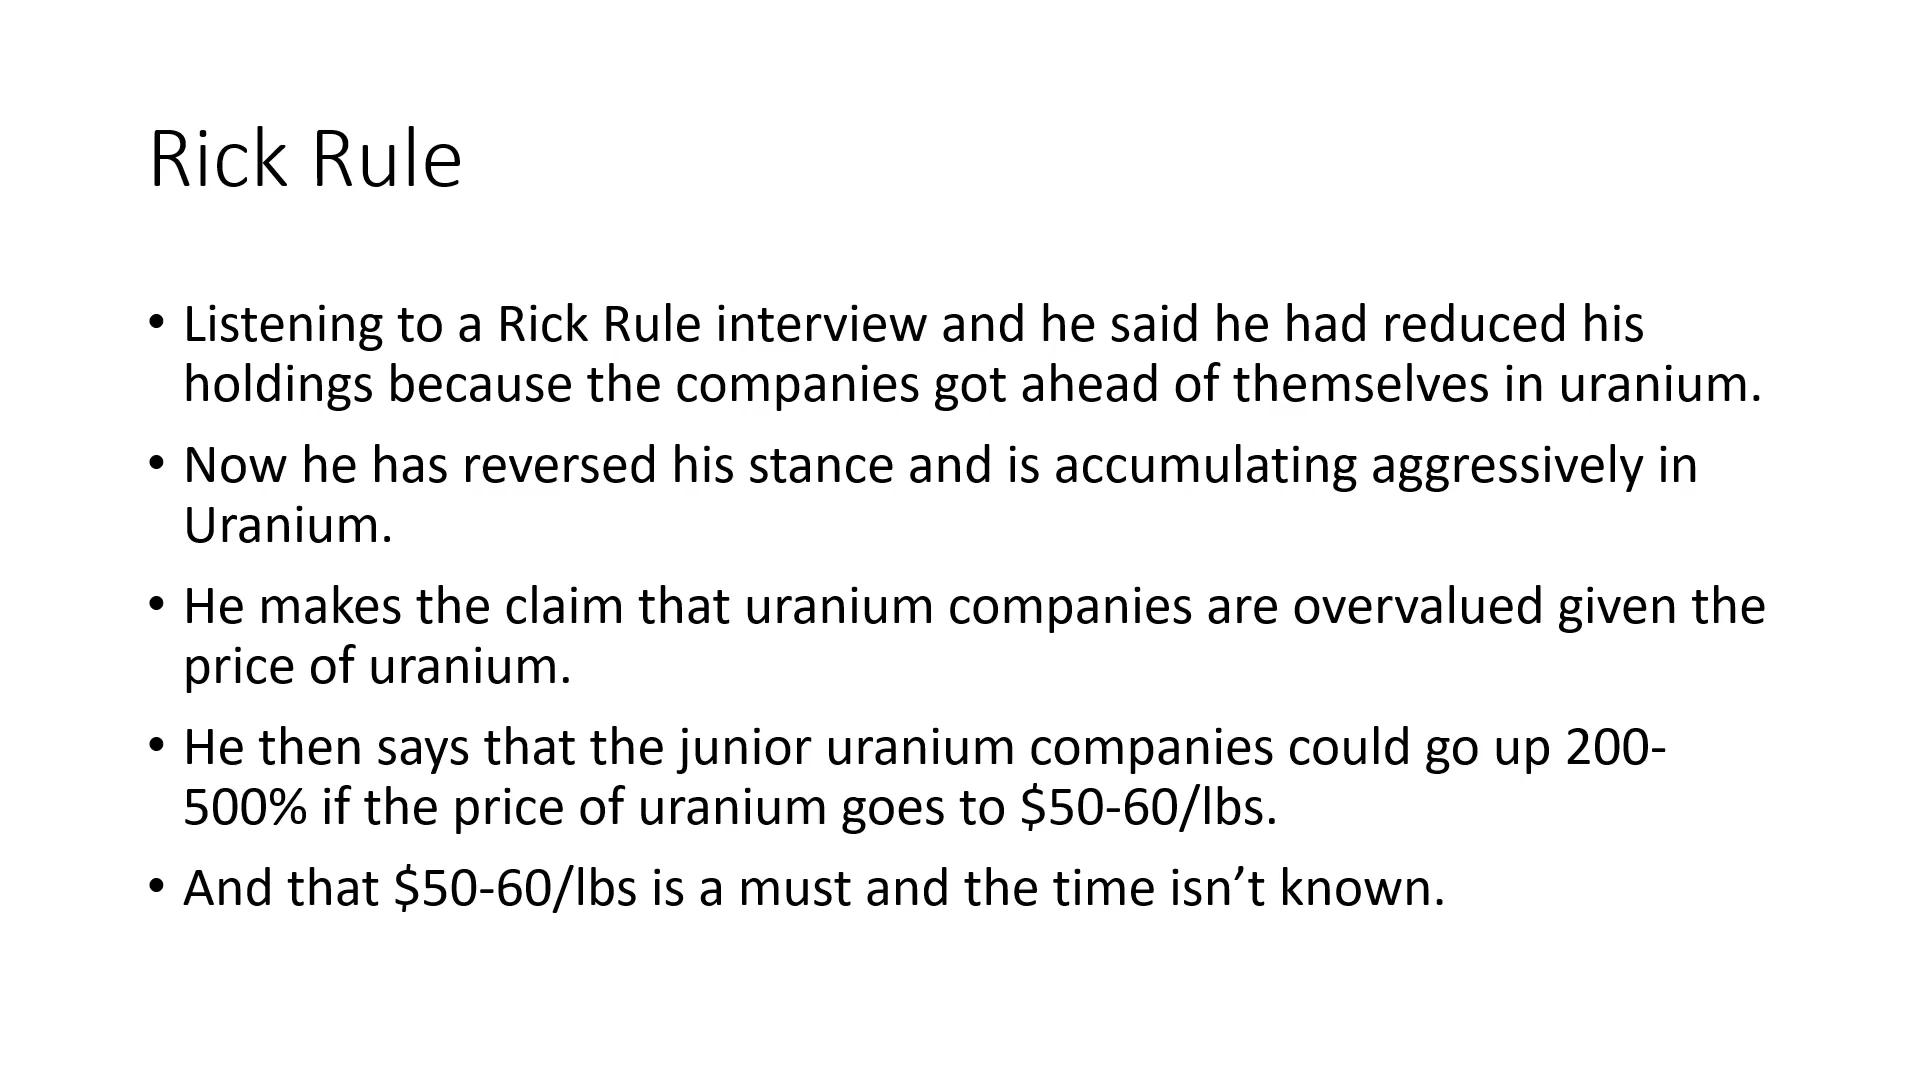 Rick Rule
• Listening to a Rick Rule interview and he said he had reduced his
holdings because the companies got ahead of themselves in uranium.
• Now he has reversed his stance and is accumulating aggressively in
Uranium.
• He makes the claim that uranium companies are overvalued given the
price of uranium.
• He then says that the junior uranium companies could go up 200-
500% if the price of uranium goes to $50-60/lbs.
• And that $50-60/lbs is a must and the time isn’t known.